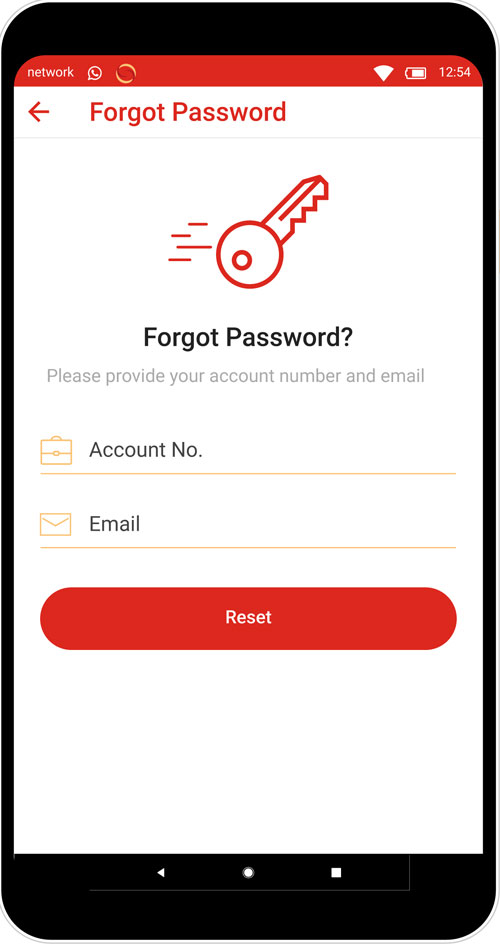 network 12:54
Forgot Password
Forgot Password?
Please provide your account number and email
Account No.
Email
Reset